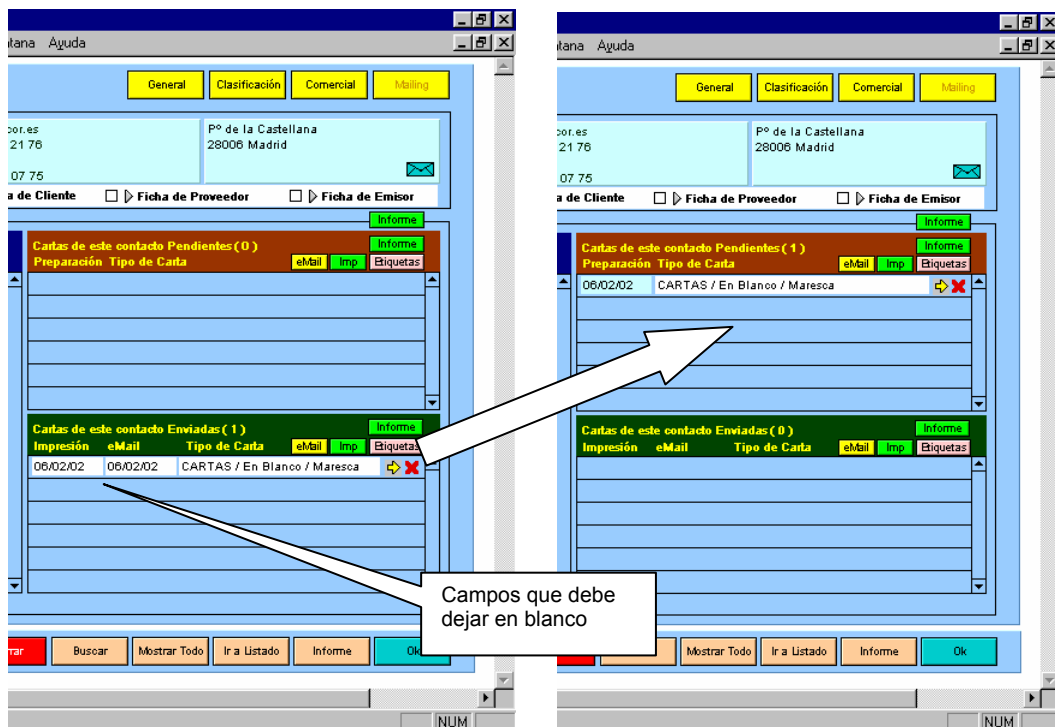 ntana Ayuda
General Clasificación Comercial Mailing
cor.es
21 76
07 75
Pº de la Castellana
28006 Madrid
a de Cliente Ficha de Proveedor Ficha de Emisor
Informe
Cartas de este contacto Pendientes ( 0 ) Informe
Preparación Tipo de Carta eMail Imp Etiquetas
Cartas de este contacto Enviadas ( 1 ) Informe
Impresión eMail Tipo de Carta eMail Imp Etiquetas
06/02/02 06/02/02 CARTAS / En Blanco / Maresca
rrar Buscar Mostrar Todo Ir a Listado Informe Ok
NUM
Campos que debe
dejar en blanco
tana Ayuda
General Clasificación Comercial Mailing
cor.es
21 76
07 75
Pº de la Castellana
28006 Madrid
a de Cliente Ficha de Proveedor Ficha de Emisor
Informe
Cartas de este contacto Pendientes ( 1 ) Informe
Preparación Tipo de Carta eMail Imp Etiquetas
06/02/02 CARTAS / En Blanco / Maresca
Cartas de este contacto Enviadas ( 0 ) Informe
Impresión eMail Tipo de Carta eMail Imp Etiquetas
Mostrar Todo Ir a Listado Informe Ok
NUM